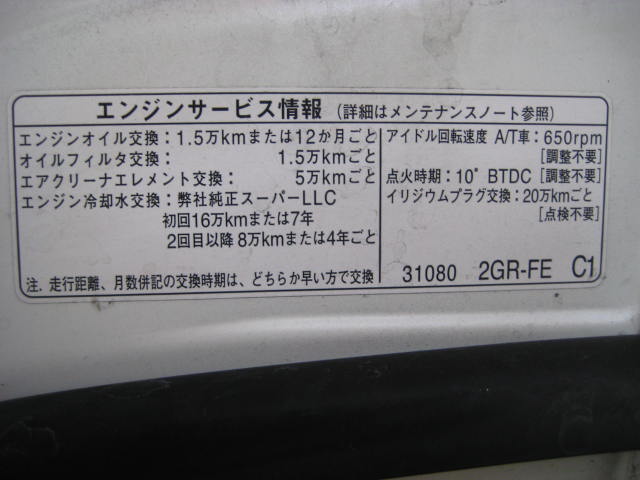 エンジンサービス情報 (詳細はメンテナンスノート参照)
エンジンオイル交換：1.5万kmまたは12か月ごと
オイルフィルタ交換： 1.5万kmごと
エアクリーナエレメント交換： 5万kmごと
エンジン冷却水交換：弊社純正スーパーLLC
初回16万kmまたは7年
2回目以降 8万kmまたは4年ごと
注. 走行距離、月数併記の交換時期は、どちらか早い方で交換
アイドル回転速度 A/T車：650rpm
[調整不要]
点火時期：10° BTDC [調整不要]
イリジウムプラグ交換：20万kmごと
[点検不要]
31080 2GR-FE C1